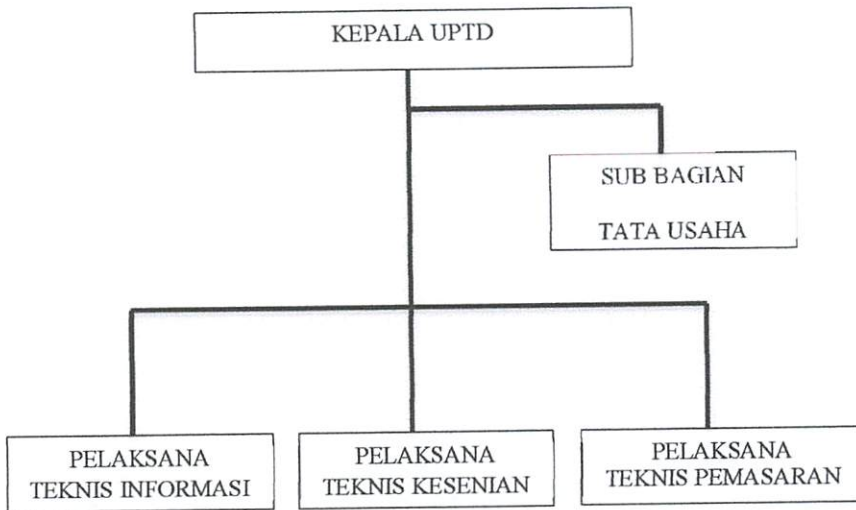 KEPALA UPTD
SUB BAGIAN
TATA USAHA
PELAKSANA
TEKNIS INFORMASI
PELAKSANA
TEKNIS KESENIAN
PELAKSANA
TEKNIS PEMASARAN